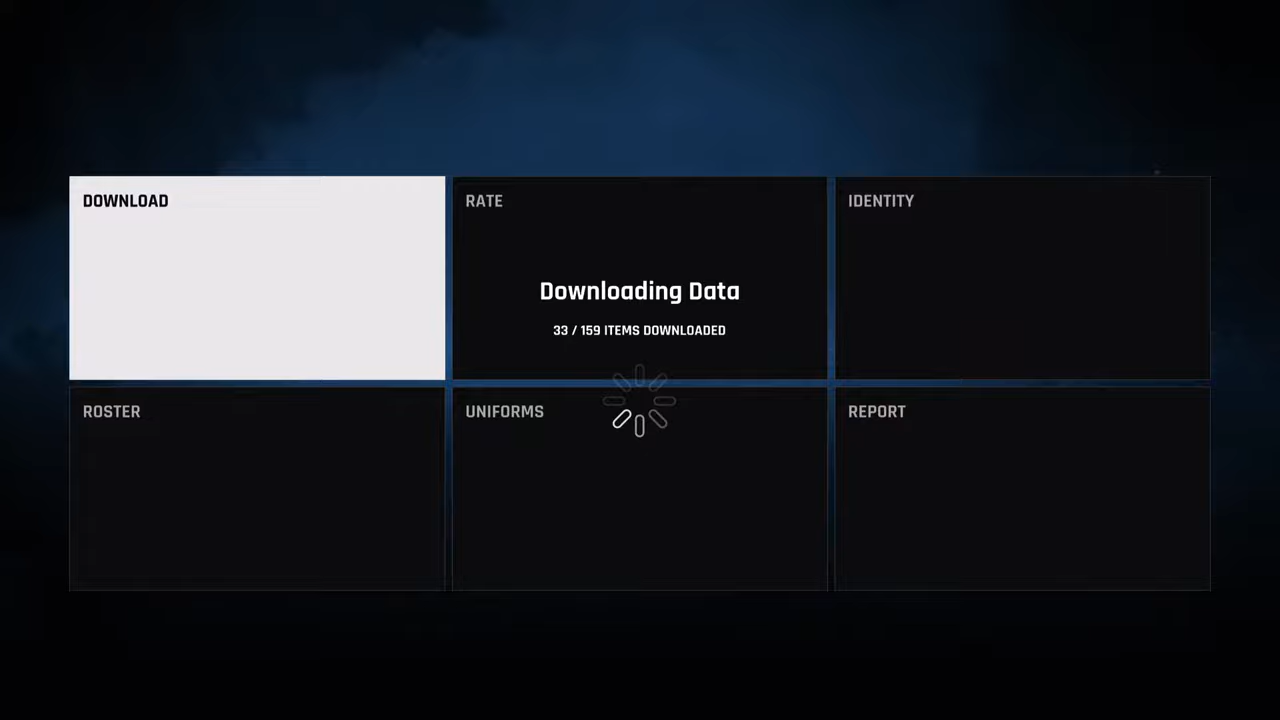 DOWNLOAD
RATE
IDENTITY
Downloading Data
33 / 159 ITEMS DOWNLOADED
ROSTER
UNIFORMS
REPORT